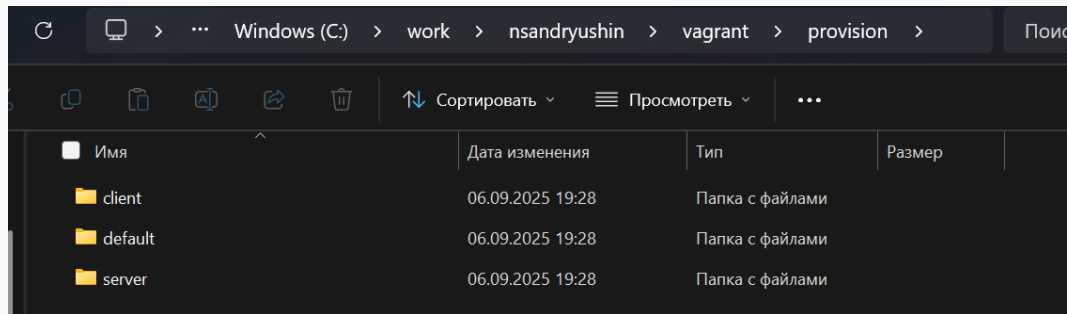 ··· Windows (C:) > work > nsandryushin > vagrant > provision >
Сортировать Просмотреть ···
Имя Дата изменения Тип Размер
client 06.09.2025 19:28 Папка с файлами
default 06.09.2025 19:28 Папка с файлами
server 06.09.2025 19:28 Папка с файлами